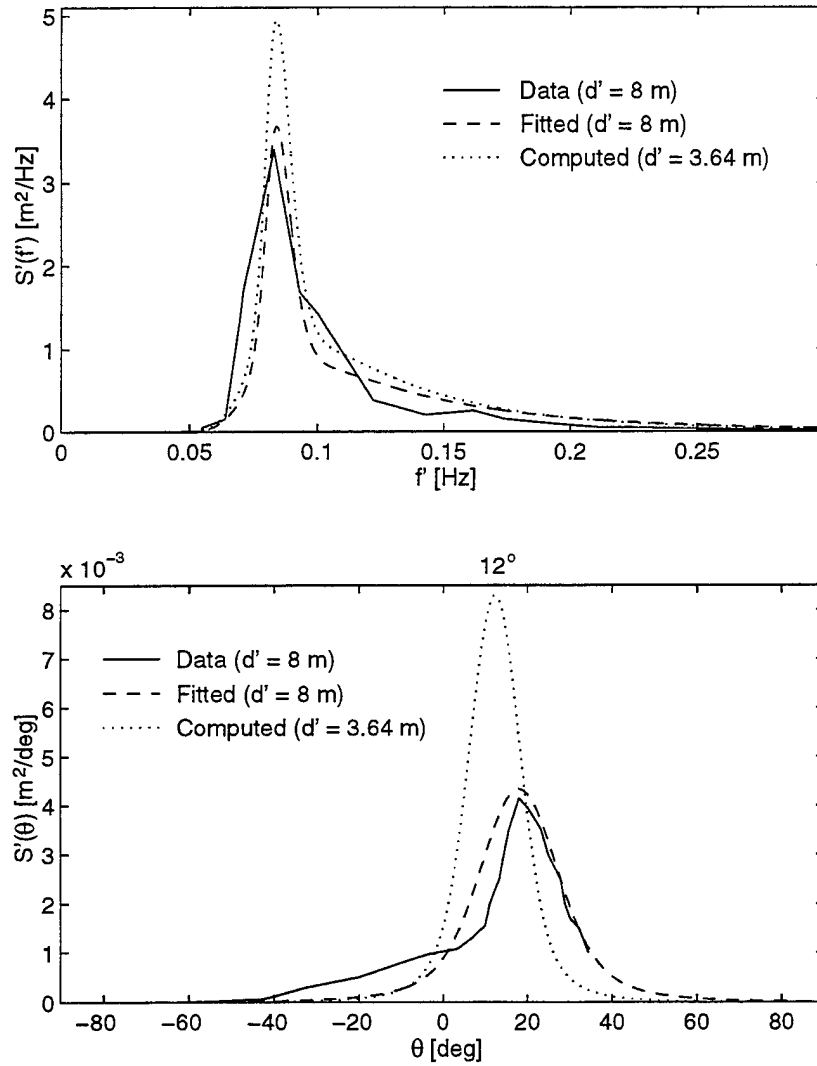 5
4
3
2
1
0
S'(f') [m²/Hz]
Data (d' = 8 m)
Fitted (d' = 8 m)
Computed (d' = 3.64 m)
0 0.05 0.1 0.15 0.2 0.25
f' [Hz]
x 10⁻³
12°
8
7
6
5
4
3
2
1
0
S'(θ) [m²/deg]
Data (d' = 8 m)
Fitted (d' = 8 m)
Computed (d' = 3.64 m)
−80 −60 −40 −20 0 20 40 60 80
θ [deg]